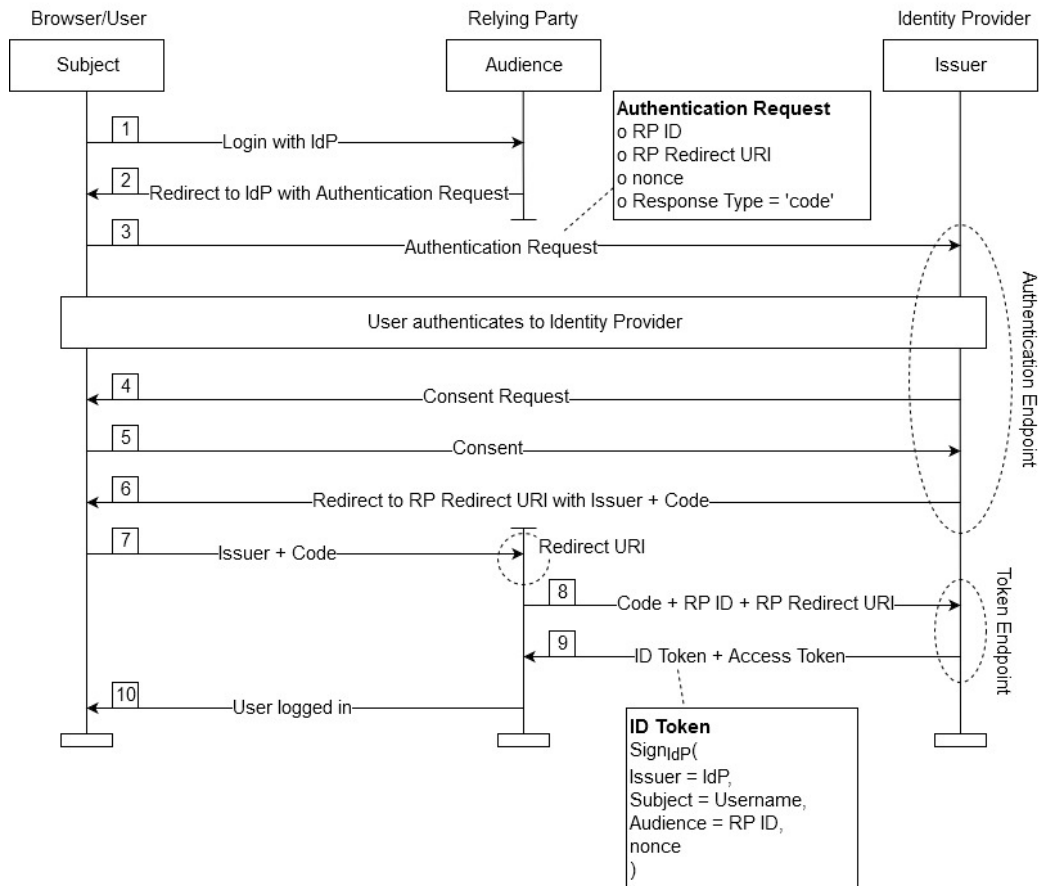 Browser/User
Relying Party
Identity Provider
Subject
Audience
Issuer
Authentication Request
o RP ID
o RP Redirect URI
o nonce
o Response Type = 'code'
1
Login with IdP
2
Redirect to IdP with Authentication Request
3
Authentication Request
User authenticates to Identity Provider
Authentication Endpoint
4
Consent Request
5
Consent
6
Redirect to RP Redirect URI with Issuer + Code
7
Issuer + Code
Redirect URI
8
Code + RP ID + RP Redirect URI
Token Endpoint
9
ID Token + Access Token
10
User logged in
ID Token
SignIdP(
Issuer = IdP,
Subject = Username,
Audience = RP ID,
nonce
)